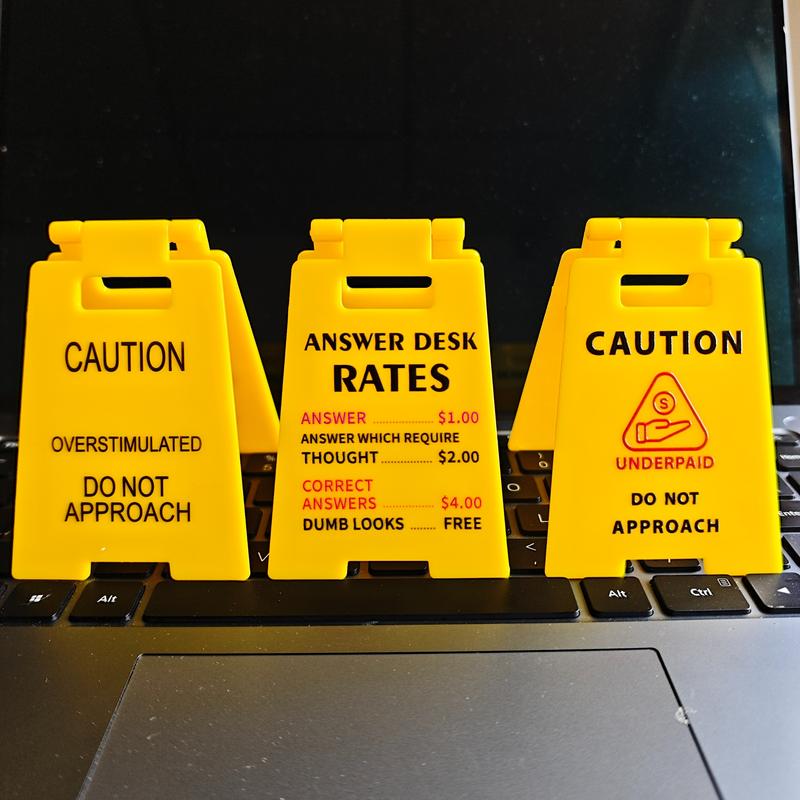 CAUTION
OVERSTIMULATED
DO NOT
APPROACH
ANSWER DESK
RATES
ANSWER ........................ $1.00
ANSWER WHICH REQUIRE
THOUGHT ................ $2.00
CORRECT
ANSWERS ................ $4.00
DUMB LOOKS ........ FREE
CAUTION
S
UNDERPAID
DO NOT
APPROACH
Alt
Alt
Ctrl